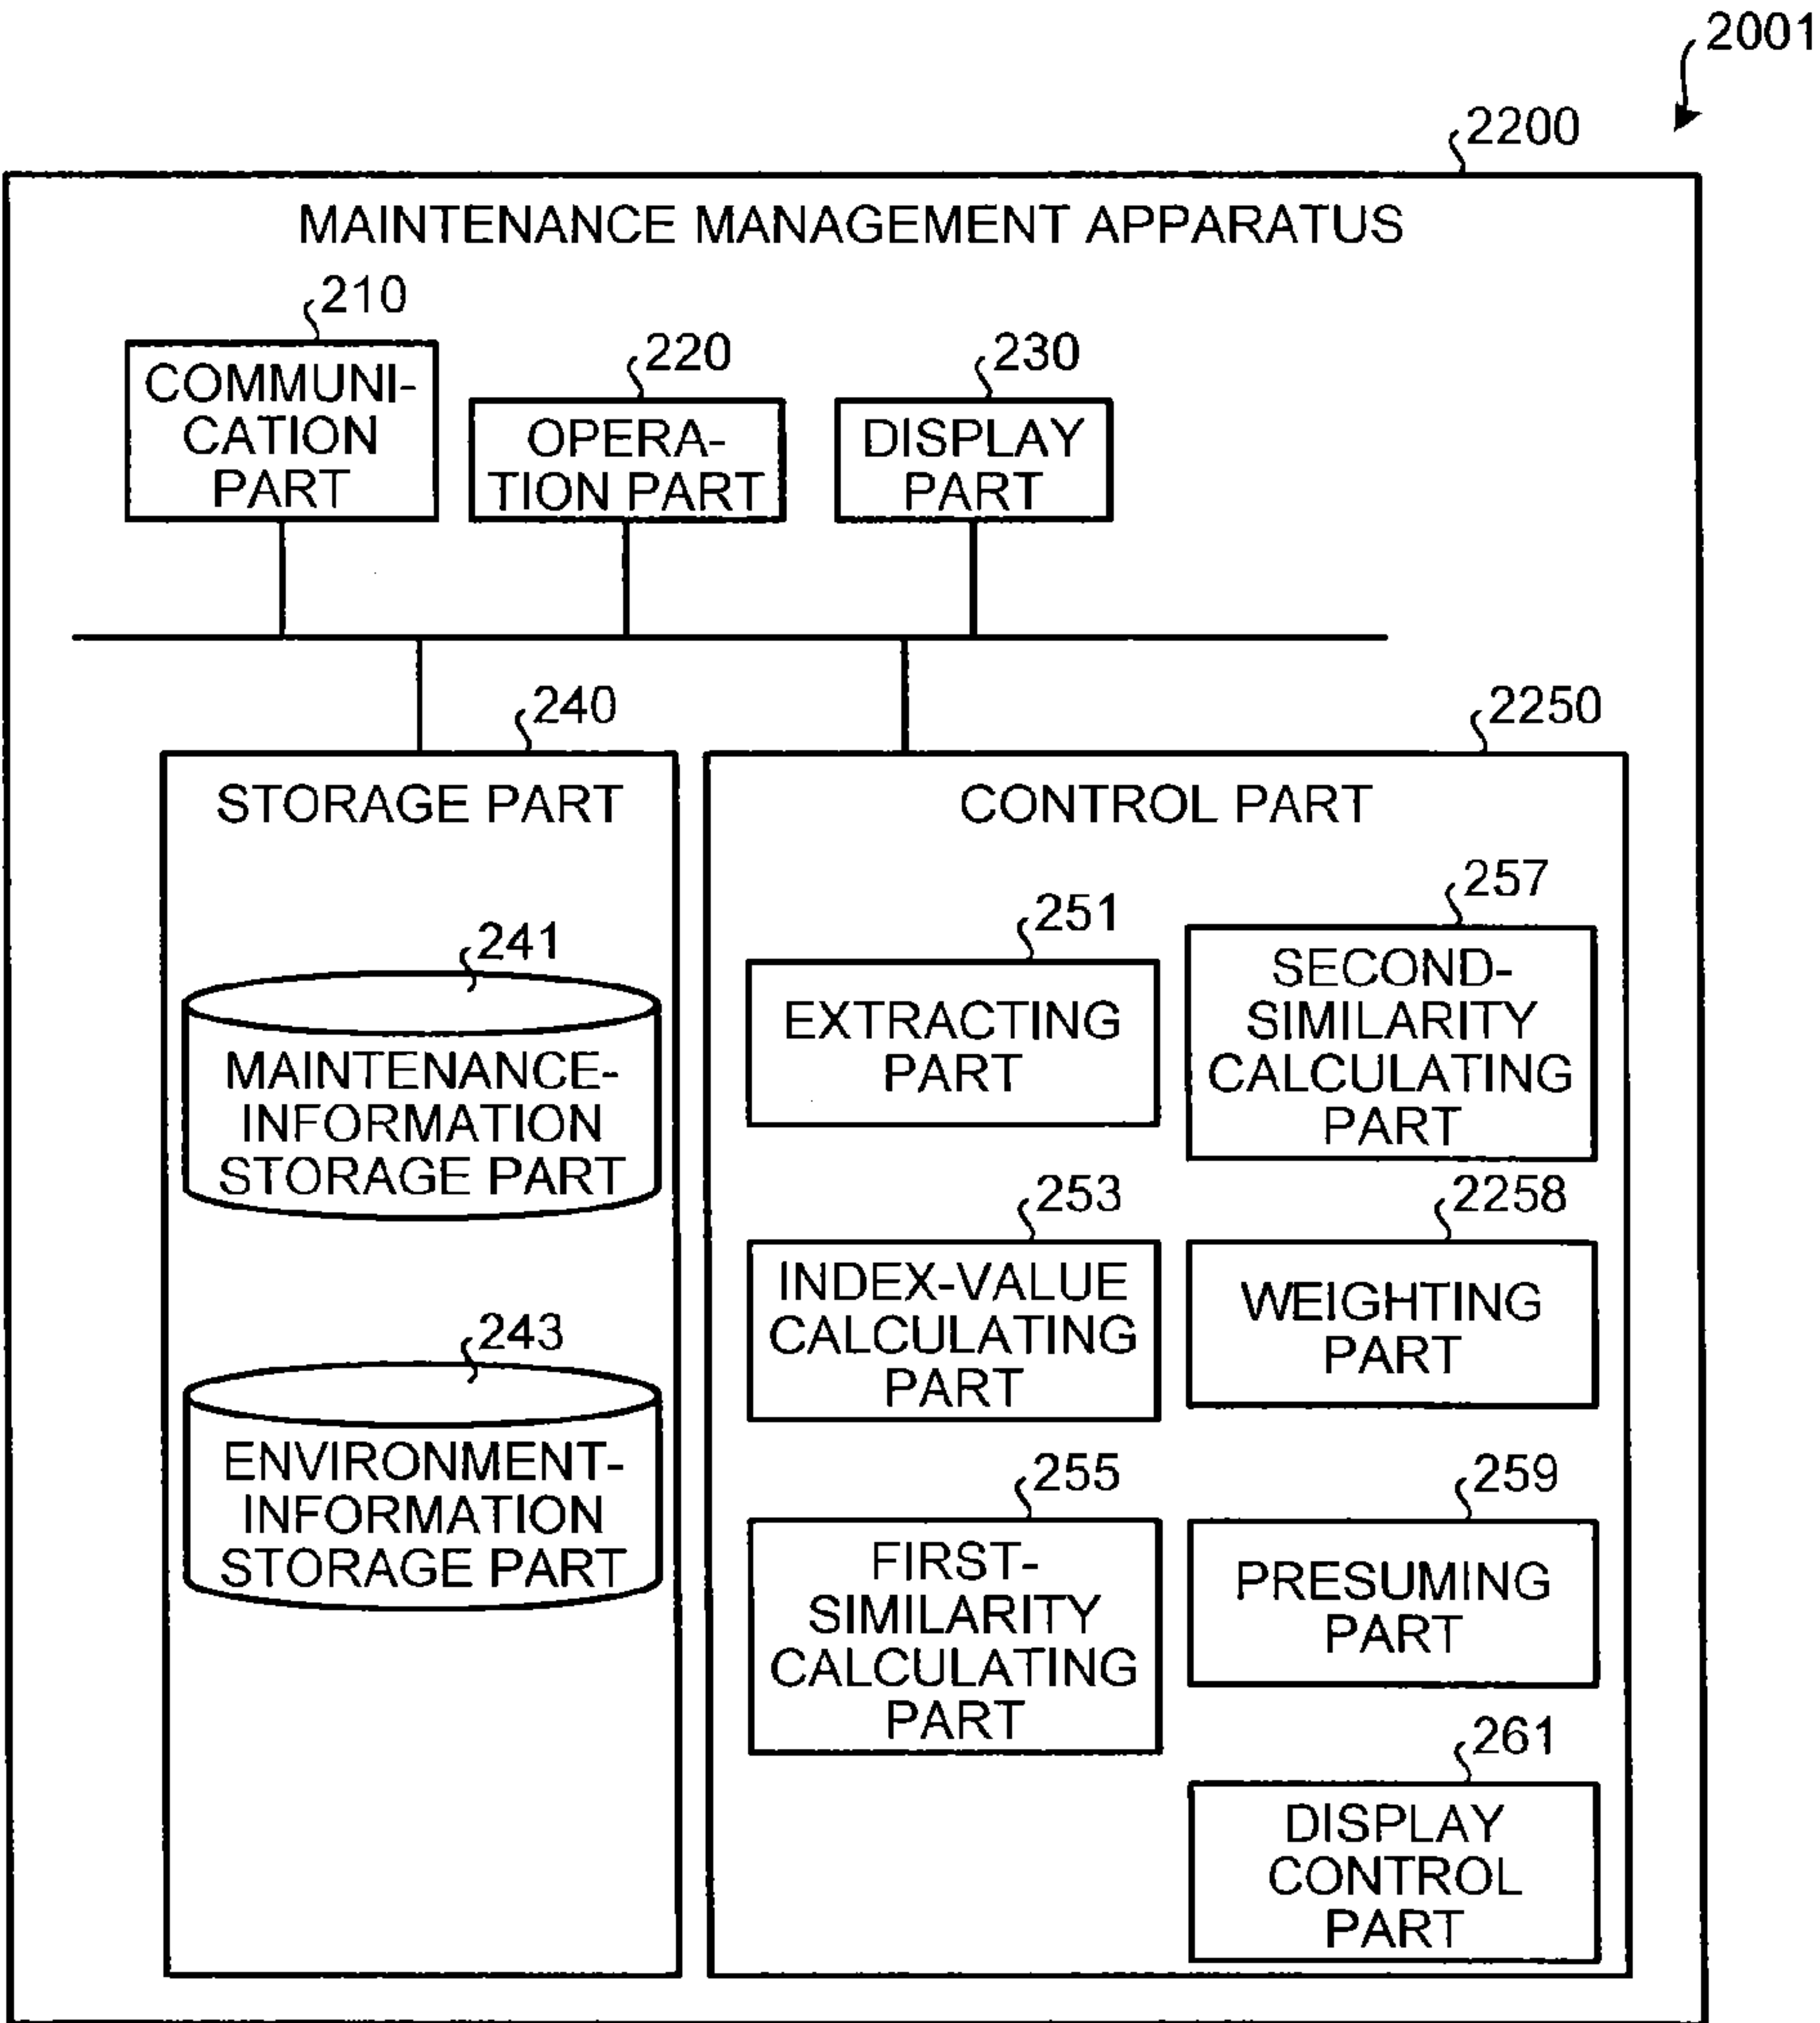 2001
2200
MAINTENANCE MANAGEMENT APPARATUS
210
COMMUNI-
CATION
PART
220
OPERA-
TION PART
230
DISPLAY
PART
240
STORAGE PART
241
MAINTENANCE-
INFORMATION
STORAGE PART
243
ENVIRONMENT-
INFORMATION
STORAGE PART
2250
CONTROL PART
251
EXTRACTING
PART
257
SECOND-
SIMILARITY
CALCULATING
PART
253
INDEX-VALUE
CALCULATING
PART
2258
WEIGHTING
PART
255
FIRST-
SIMILARITY
CALCULATING
PART
259
PRESUMING
PART
261
DISPLAY
CONTROL
PART